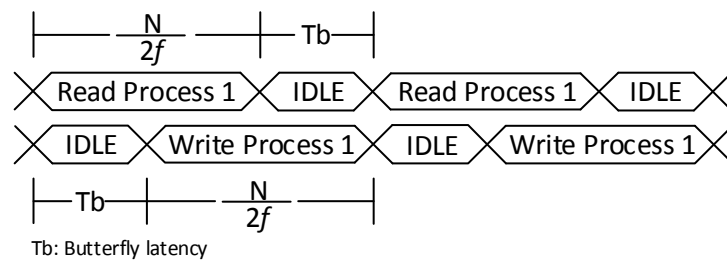 N/2f Tb
Read Process 1 IDLE Read Process 1 IDLE
IDLE Write Process 1 IDLE Write Process 1
Tb N/2f
Tb: Butterfly latency